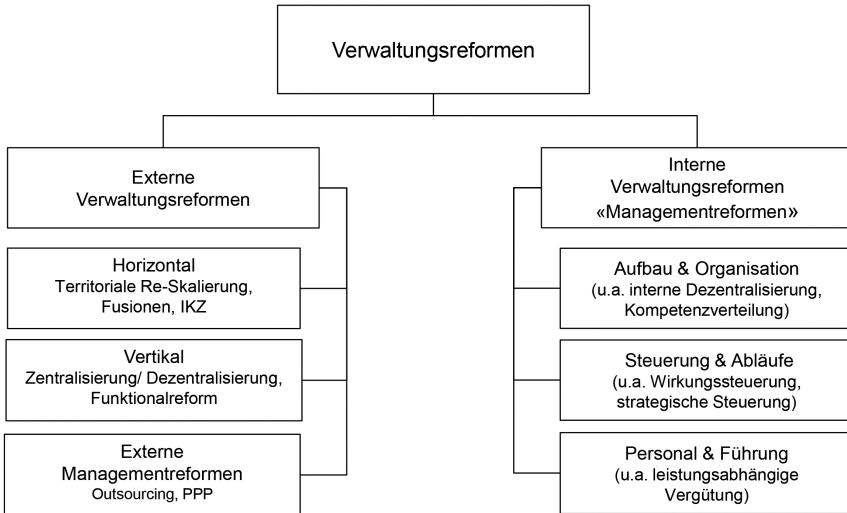 Verwaltungsreformen
Externe
Verwaltungsreformen
Horizontal
Territoriale Re-Skalierung,
Fusionen, IKZ
Vertikal
Zentralisierung/ Dezentralisierung,
Funktionalreform
Externe
Managementreformen
Outsourcing, PPP
Interne
Verwaltungsreformen
«Managementreformen»
Aufbau & Organisation
(u.a. interne Dezentralisierung,
Kompetenzverteilung)
Steuerung & Abläufe
(u.a. Wirkungssteuerung,
strategische Steuerung)
Personal & Führung
(u.a. leistungsabhängige
Vergütung)